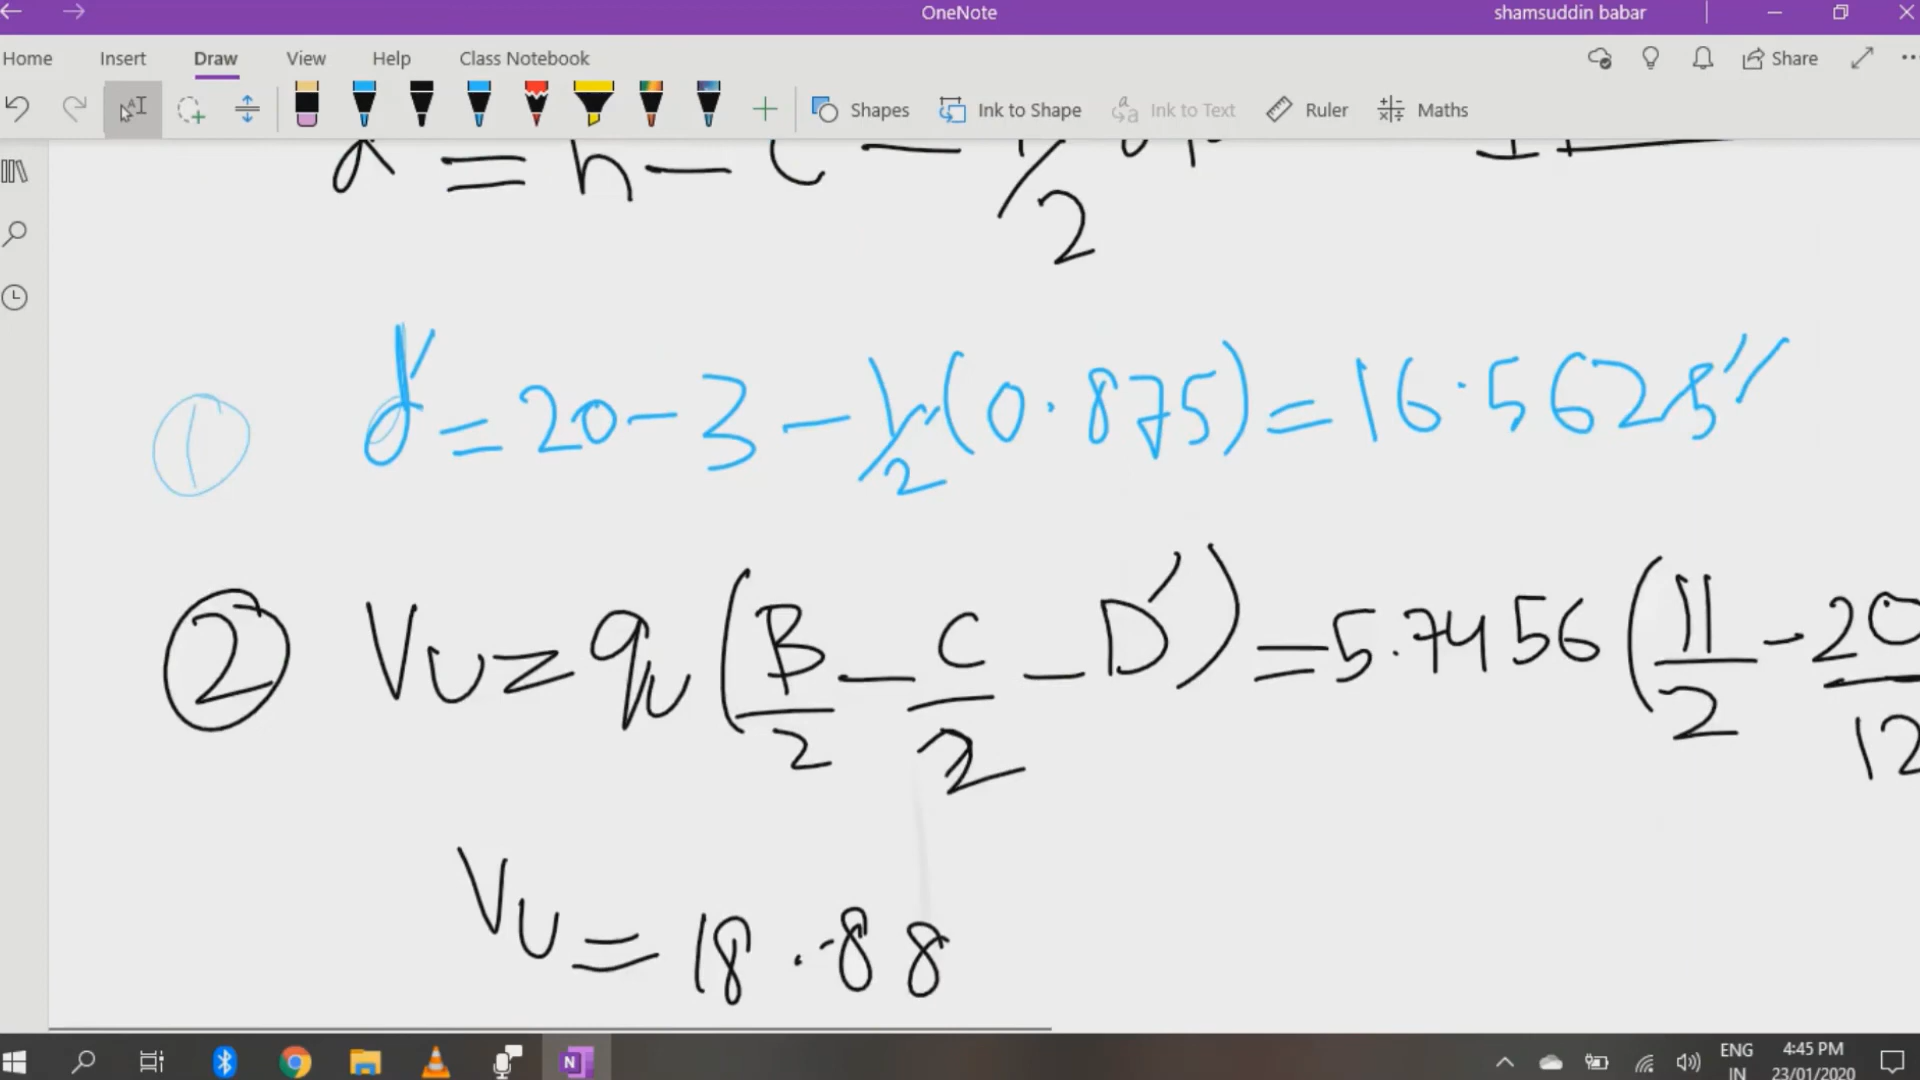 OneNote
shamsuddin babar
Home Insert Draw View Help Class Notebook Share
Shapes Ink to Shape Ink to Text Ruler Maths
2
① d' = 20 - 3 - 1/2 (0.875) = 16.5625"
② Vu = qu (B/2 - C/2 - D') = 5.7456 (11/2 - 20/12
Vu = 18.88
ENG 4:45 PM
IN 23/01/2020